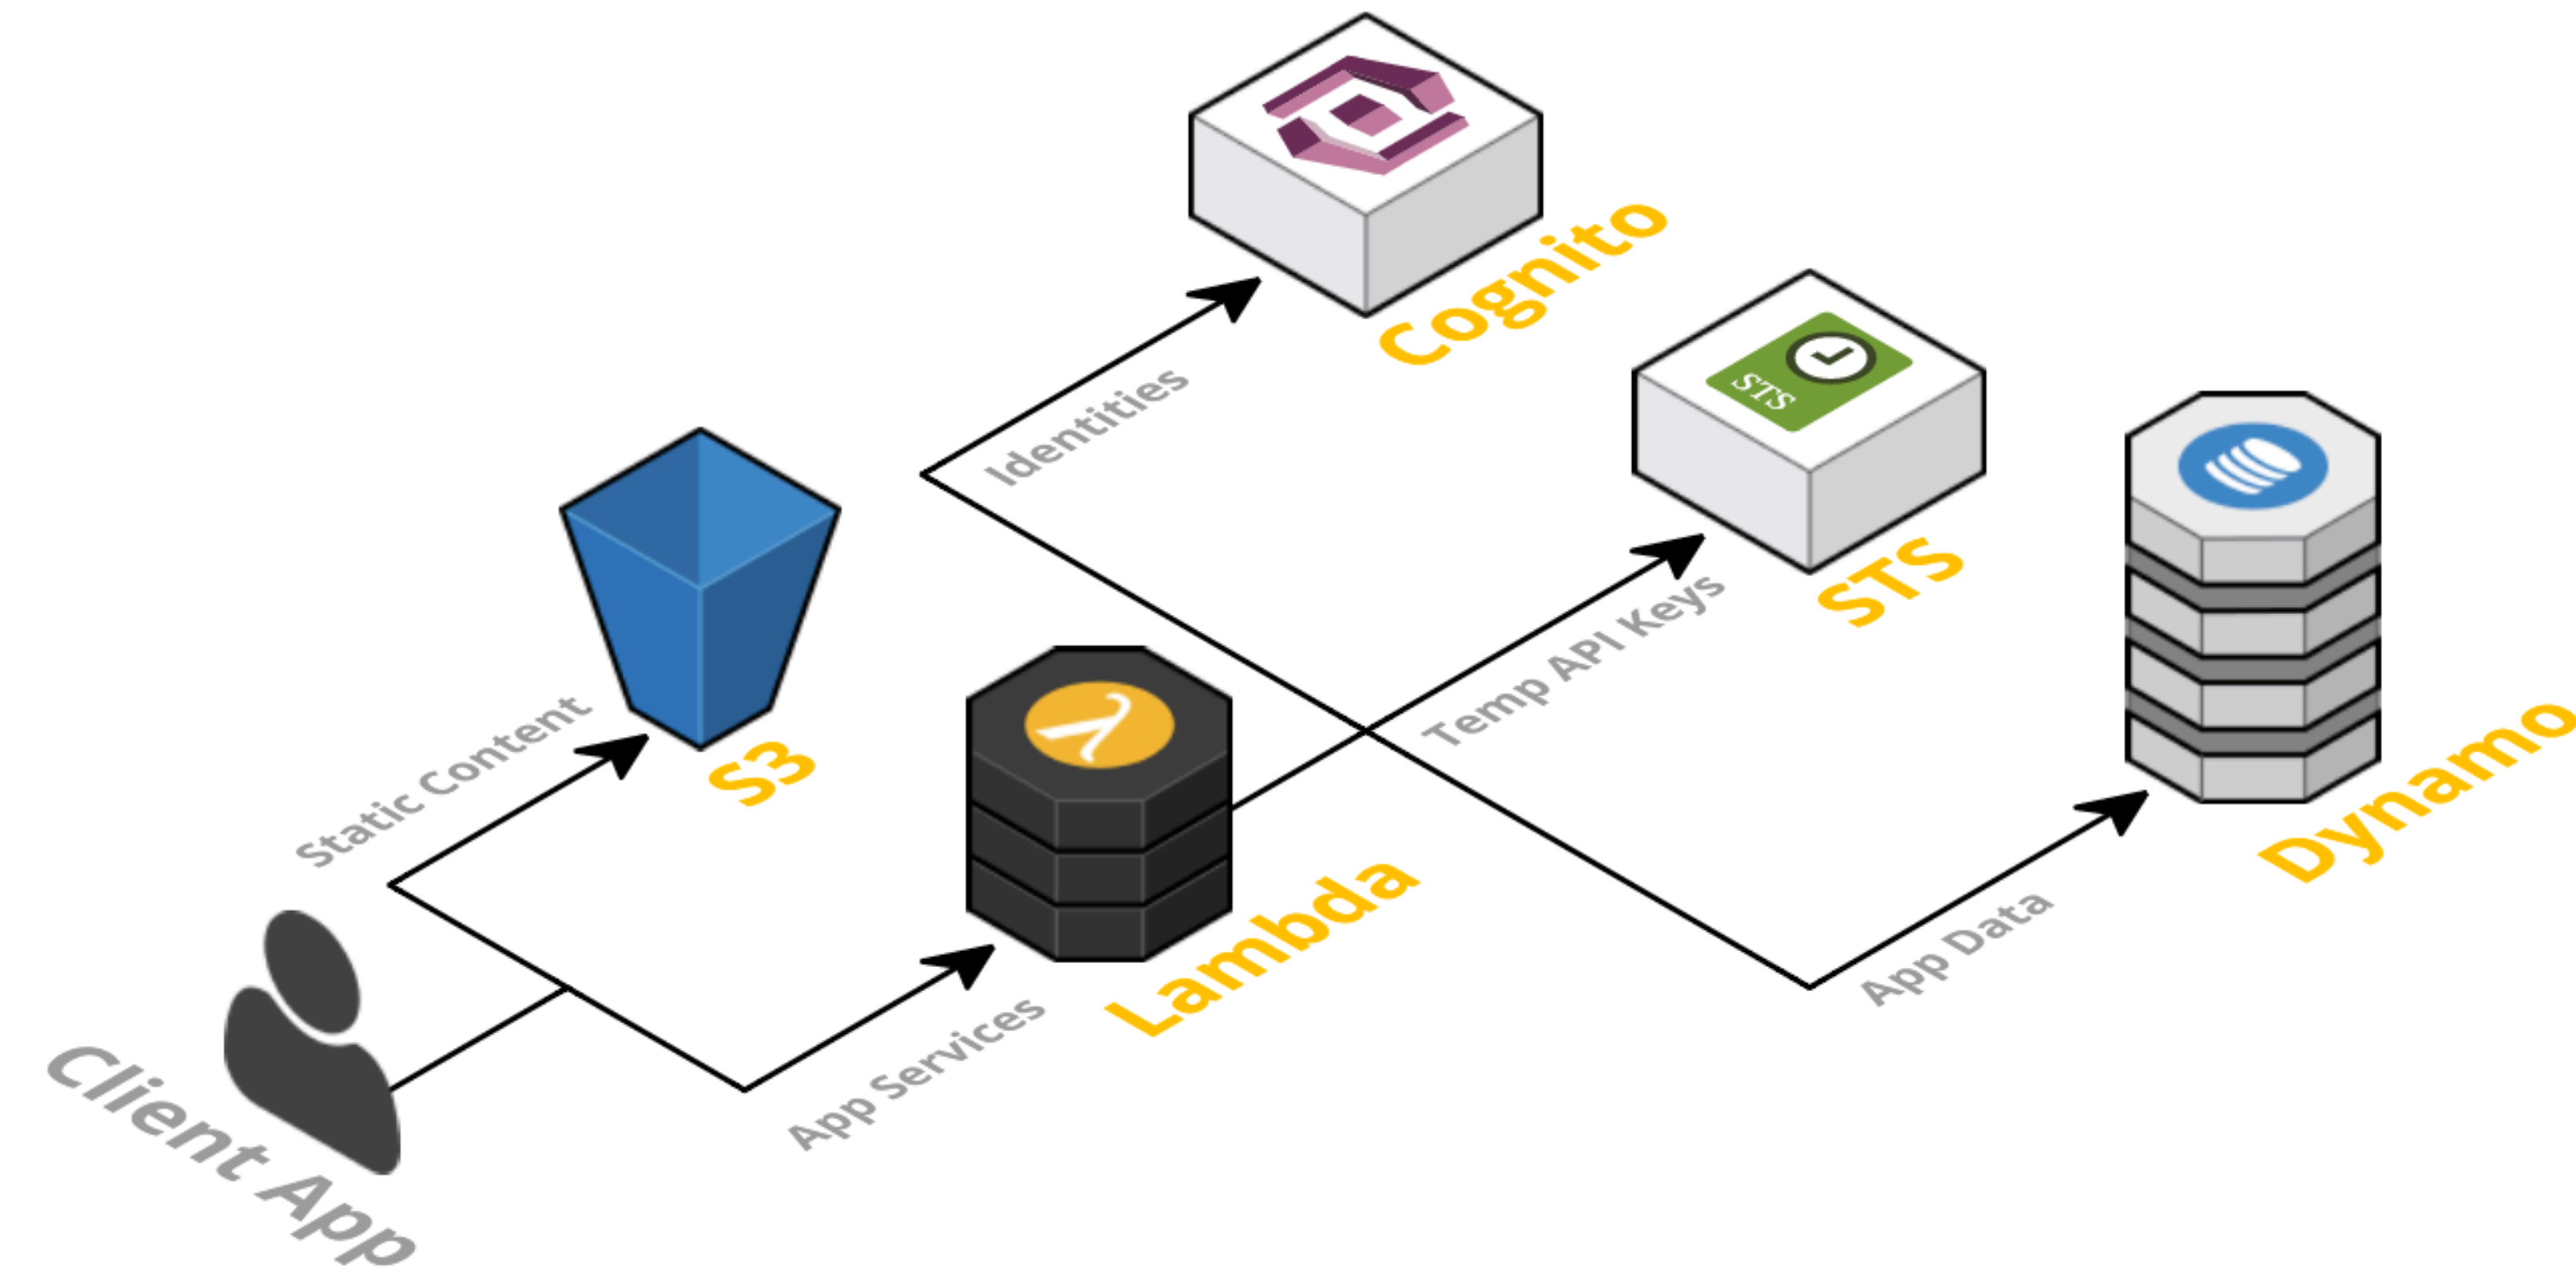 Cognito
Identities
STS
STS
Temp API Keys
Static Content
S3
Dynamo
Lambda
App Data
App Services
Client App